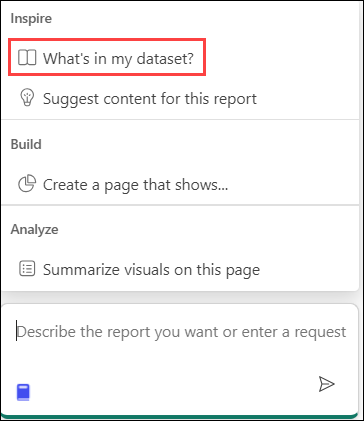 Inspire
What's in my dataset?
Suggest content for this report
Build
Create a page that shows...
Analyze
Summarize visuals on this page
Describe the report you want or enter a request